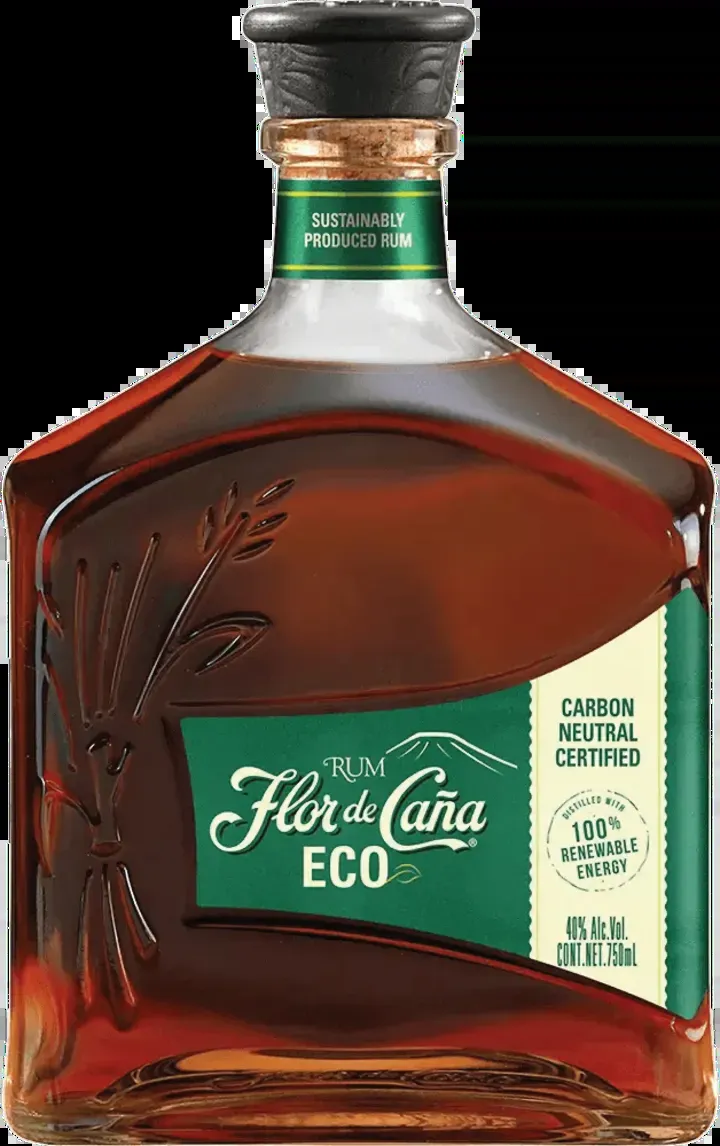 SUSTAINABLY
PRODUCED RUM
RUM
Flor de Caña®
ECO
CARBON
NEUTRAL
CERTIFIED
DISTILLED WITH
100%
RENEWABLE
ENERGY
40% Alc.Vol.
CONT.NET.750mL